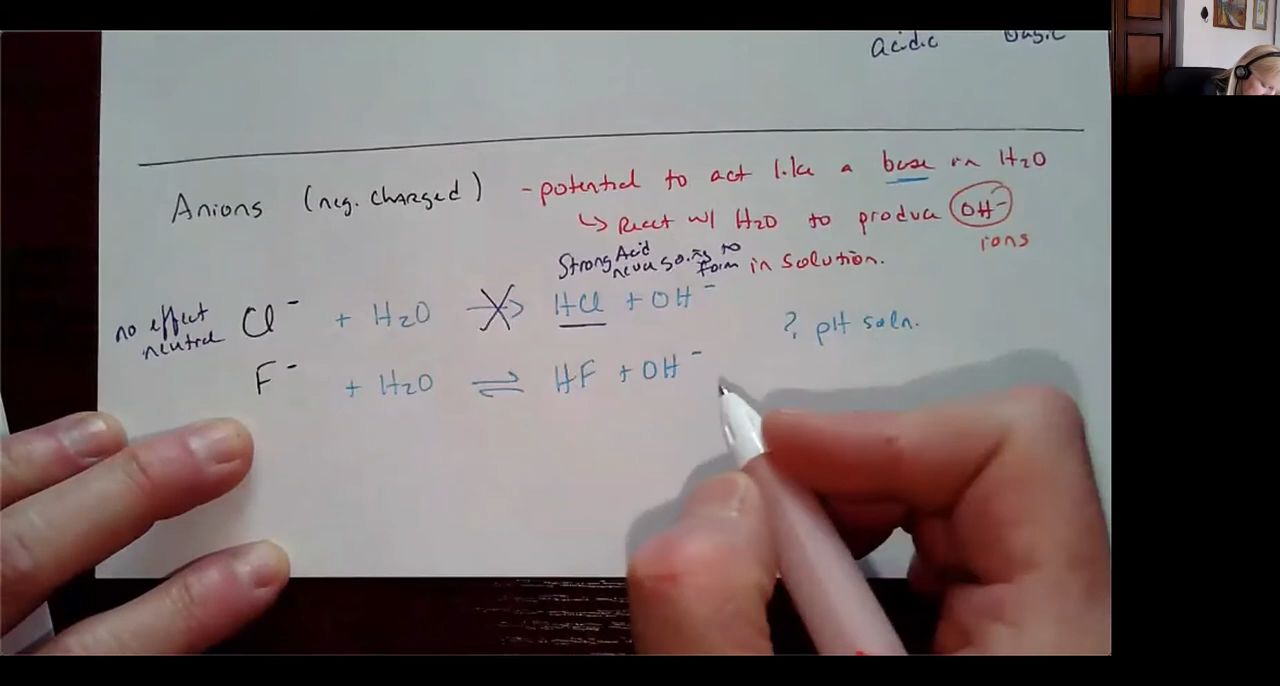 acidic basic
Anions (neg. charged) - potential to act like a base in H2O
↳ React w/ H2O to produce OH⁻
ions
in solution.
Strong Acid
never going to
form
no effect
neutral
Cl⁻ + H2O → HCl + OH⁻
? pH soln.
F⁻ + H2O ⇌ HF + OH⁻